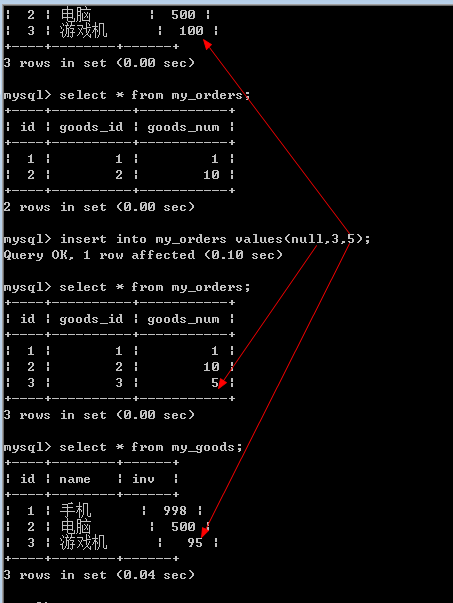 ¦  2 ¦ 电脑       ¦  500 ¦
¦  3 ¦ 游戏机       ¦  100 ¦
+----+--------+------+
3 rows in set (0.00 sec)
mysql> select * from my_orders;
+----+----------+-----------+
¦ id ¦ goods_id ¦ goods_num ¦
+----+----------+-----------+
¦  1 ¦        1 ¦         1 ¦
¦  2 ¦        2 ¦        10 ¦
+----+----------+-----------+
2 rows in set (0.00 sec)
mysql> insert into my_orders values(null,3,5);
Query OK, 1 row affected (0.10 sec)
mysql> select * from my_orders;
+----+----------+-----------+
¦ id ¦ goods_id ¦ goods_num ¦
+----+----------+-----------+
¦  1 ¦        1 ¦         1 ¦
¦  2 ¦        2 ¦        10 ¦
¦  3 ¦        3 ¦         5 ¦
+----+----------+-----------+
3 rows in set (0.00 sec)
mysql> select * from my_goods;
+----+--------+------+
¦ id ¦ name   ¦ inv  ¦
+----+--------+------+
¦  1 ¦ 手机      ¦  998 ¦
¦  2 ¦ 电脑       ¦  500 ¦
¦  3 ¦ 游戏机      ¦   95 ¦
+----+--------+------+
3 rows in set (0.04 sec)